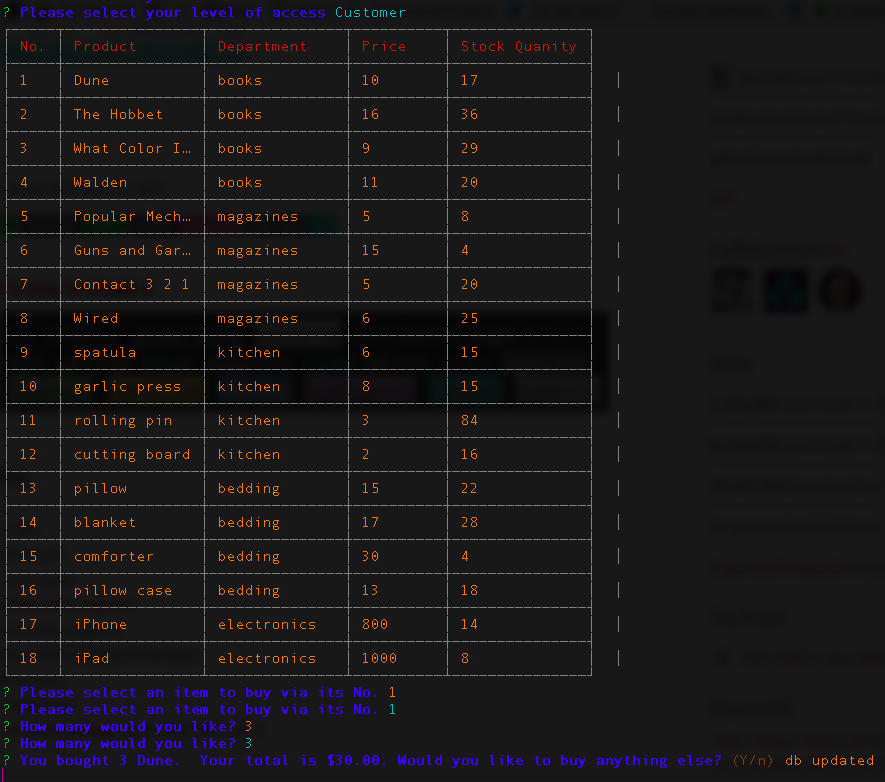 ? Please select your level of access Customer
No. Product Department Price Stock Quanity
1 Dune books 10 17
2 The Hobbet books 16 36
3 What Color I… books 9 29
4 Walden books 11 20
5 Popular Mech… magazines 5 8
6 Guns and Gar… magazines 15 4
7 Contact 3 2 1 magazines 5 20
8 Wired magazines 6 25
9 spatula kitchen 6 15
10 garlic press kitchen 8 15
11 rolling pin kitchen 3 84
12 cutting board kitchen 2 16
13 pillow bedding 15 22
14 blanket bedding 17 28
15 comforter bedding 30 4
16 pillow case bedding 13 18
17 iPhone electronics 800 14
18 iPad electronics 1000 8
? Please select an item to buy via its No. 1
? Please select an item to buy via its No. 1
? How many would you like? 3
? How many would you like? 3
? You bought 3 Dune.  Your total is $30.00. Would you like to buy anything else? (Y/n) db updated